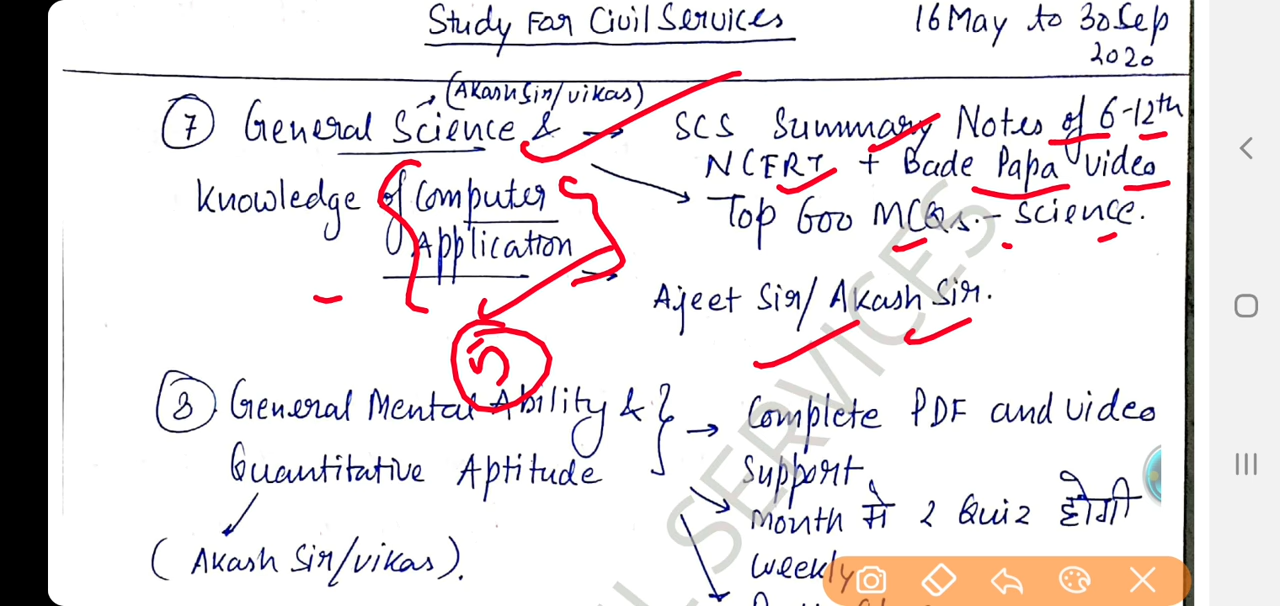 Study For Civil Services
16 May to 30 Sep
2020
(Akash Sir/vikas)
7 General Science & → SCS Summary Notes of 6-12th
NCERT + Bade Papa video
Knowledge of Computer
Top 600 MCQs.- Science.
Application →
Ajeet Sir/ Akash Sir.
5
8 General Mental Ability & } → Complete PDF and video
Quantitative Aptitude
Support
Month में 2 Quiz होगी
(Akash Sir/vikas).
weekly
SERVICES